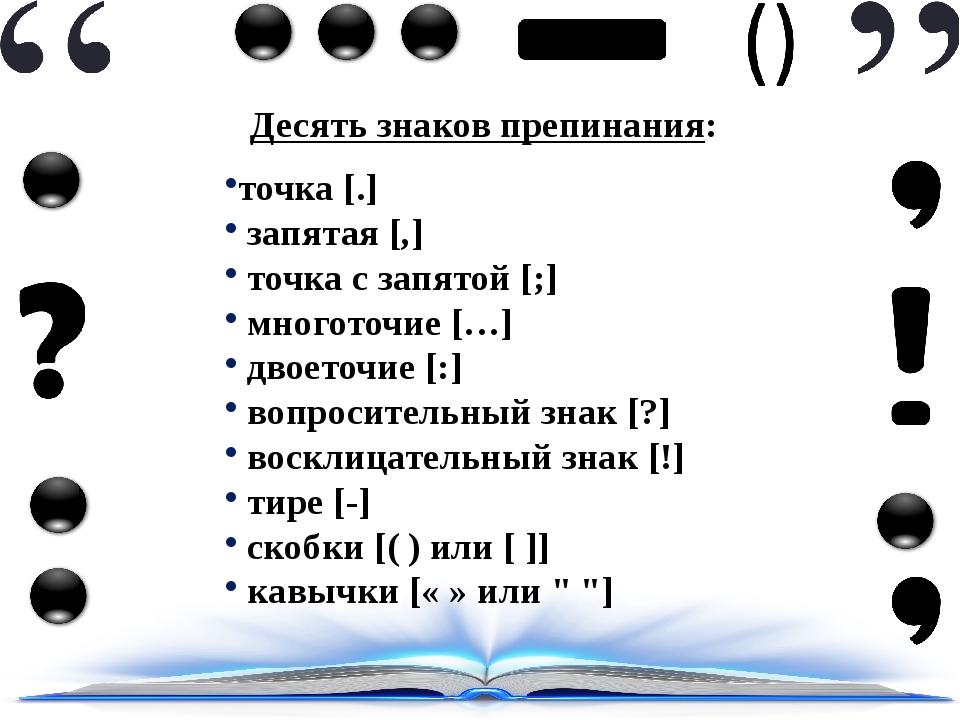 “ ... — () ”
Десять знаков препинания:
•точка [.]
• запятая [,]
• точка с запятой [;]
• многоточие […]
• двоеточие [:]
• вопросительный знак [?]
• восклицательный знак [!]
• тире [-]
• скобки [( ) или [ ]]
• кавычки [« » или " "]